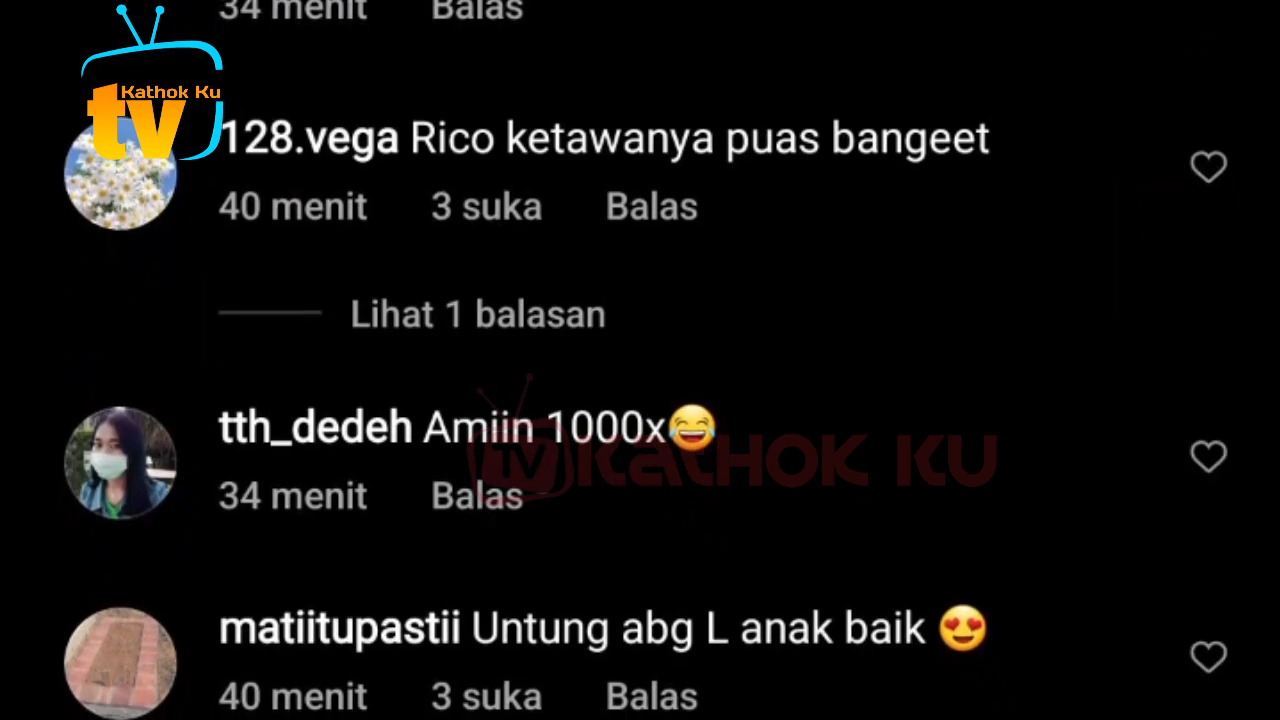 34 menit Balas
Kathok Ku
tv
128.vega Rico ketawanya puas bangeet
40 menit 3 suka Balas
Lihat 1 balasan
tth_dedeh Amiin 1000x😂
tv KATHOK KU
34 menit Balas
matiitupastii Untung abg L anak baik 😍
40 menit 3 suka Balas